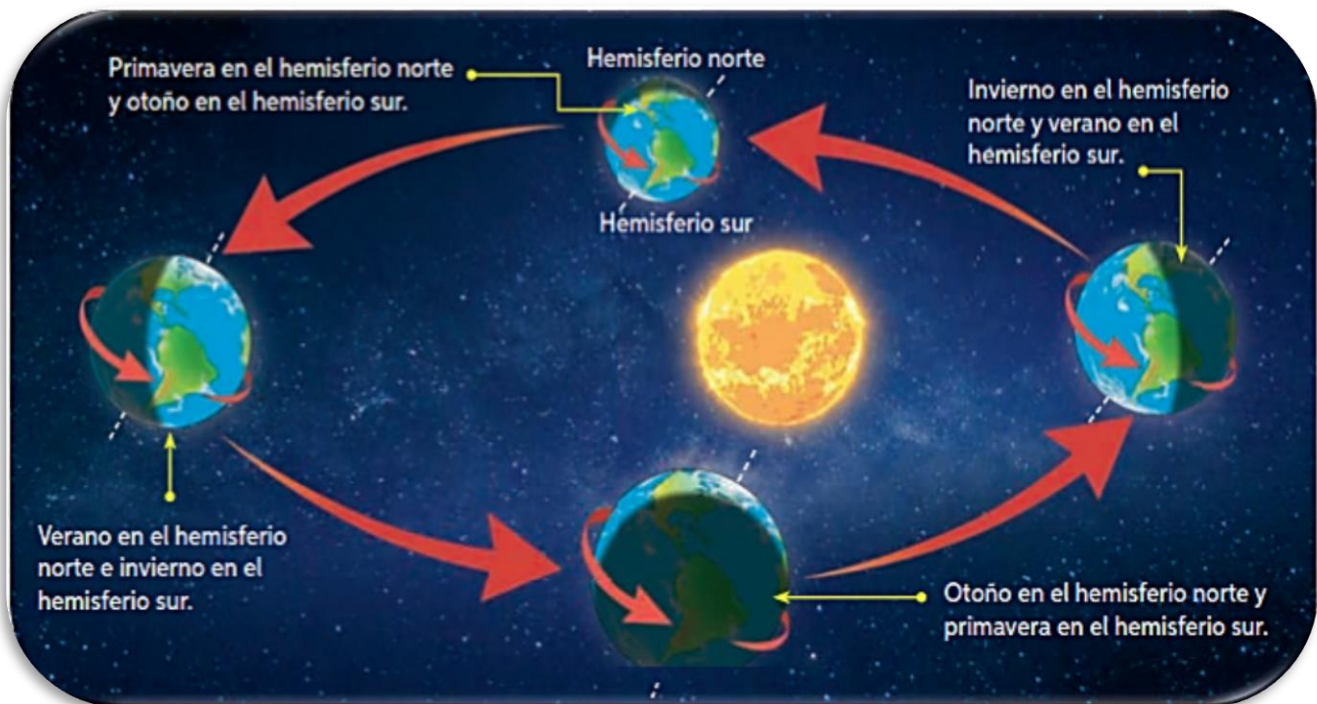 Primavera en el hemisferio norte
y otoño en el hemisferio sur.
Hemisferio norte
Invierno en el hemisferio
norte y verano en el
hemisferio sur.
Hemisferio sur
Verano en el hemisferio
norte e invierno en el
hemisferio sur.
Otoño en el hemisferio norte y
primavera en el hemisferio sur.